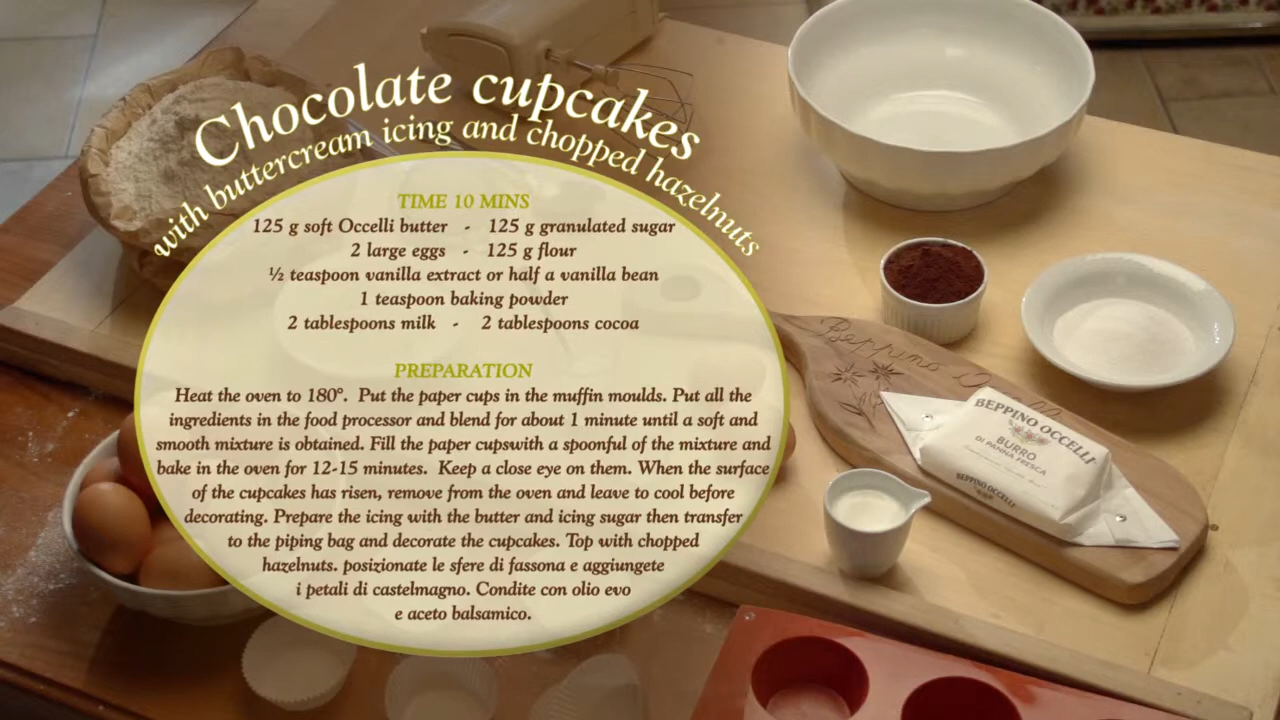 Chocolate cupcakes
with buttercream icing and chopped hazelnuts
TIME 10 MINS
125 g soft Occelli butter - 125 g granulated sugar
2 large eggs - 125 g flour
½ teaspoon vanilla extract or half a vanilla bean
1 teaspoon baking powder
2 tablespoons milk - 2 tablespoons cocoa
PREPARATION
Heat the oven to 180°. Put the paper cups in the muffin moulds. Put all the
ingredients in the food processor and blend for about 1 minute until a soft and
smooth mixture is obtained. Fill the paper cupswith a spoonful of the mixture and
bake in the oven for 12-15 minutes. Keep a close eye on them. When the surface
of the cupcakes has risen, remove from the oven and leave to cool before
decorating. Prepare the icing with the butter and icing sugar then transfer
to the piping bag and decorate the cupcakes. Top with chopped
hazelnuts. posizionate le sfere di fassona e aggiungete
i petali di castelmagno. Condite con olio evo
e aceto balsamico.
Beppino O
BEPPINO OCCELLI
BURRO
DI PANNA FRESCA
BEPPINO OCCELLI